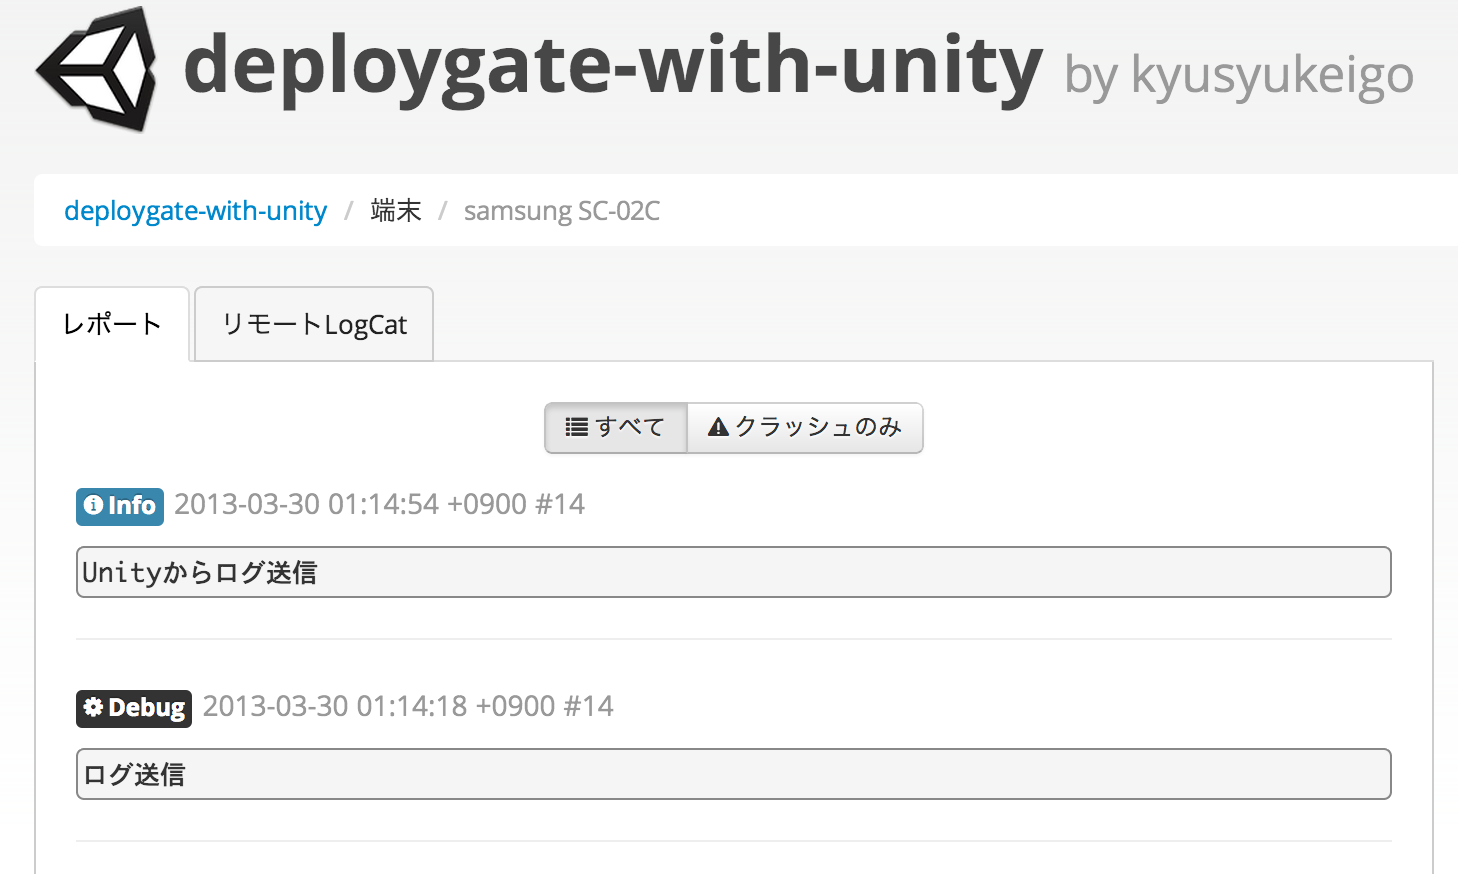 deploygate-with-unity by kyusyukeigo
deploygate-with-unity / 端末 / samsung SC-02C
レポート リモートLogCat
すべて クラッシュのみ
Info 2013-03-30 01:14:54 +0900 #14
Unityからログ送信
Debug 2013-03-30 01:14:18 +0900 #14
ログ送信